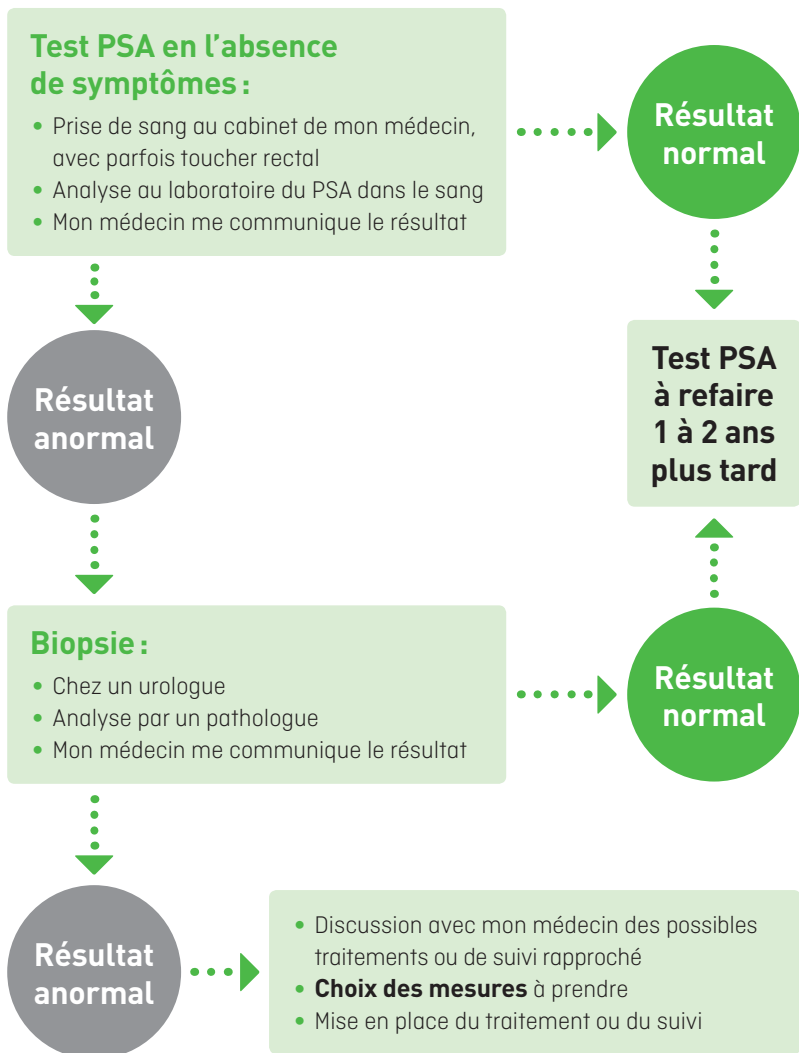 Test PSA en l’absence
de symptômes :
• Prise de sang au cabinet de mon médecin,
avec parfois toucher rectal
• Analyse au laboratoire du PSA dans le sang
• Mon médecin me communique le résultat
Résultat
normal
Résultat
anormal
Test PSA
à refaire
1 à 2 ans
plus tard
Biopsie :
• Chez un urologue
• Analyse par un pathologue
• Mon médecin me communique le résultat
Résultat
normal
Résultat
anormal
• Discussion avec mon médecin des possibles
traitements ou de suivi rapproché
• Choix des mesures à prendre
• Mise en place du traitement ou du suivi